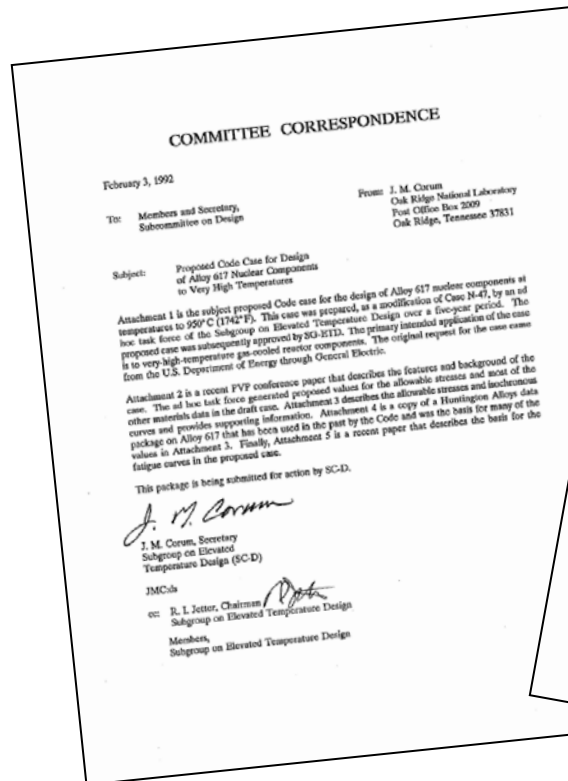 COMMITTEE CORRESPONDENCE
February 3, 1992
To: Members and Secretary,
Subcommittee on Design
From: J. M. Corum
Oak Ridge National Laboratory
Post Office Box 2009
Oak Ridge, Tennessee 37831
Subject: Proposed Code Case for Design
of Alloy 617 Nuclear Components
to Very High Temperatures
Attachment 1 is the subject proposed Code case for the design of Alloy 617 nuclear components at
temperatures to 950°C (1742°F). This case was prepared, as a modification of Case N-47, by an ad
hoc task force of the Subgroup on Elevated Temperature Design over a five-year period. The
proposed case was subsequently approved by SG-ETD. The primary intended application of the case
is to very-high-temperature gas-cooled reactor components. The original request for the case came
from the U.S. Department of Energy through General Electric.
Attachment 2 is a recent PVP conference paper that describes the features and background of the
case. The ad hoc task force generated proposed values for the allowable stresses and most of the
other materials data in the draft case. Attachment 3 describes the allowable stresses and isochronous
curves and provides supporting information. Attachment 4 is a copy of a Huntington Alloys data
package on Alloy 617 that has been used in the past by the Code and was the basis for many of the
values in Attachment 3. Finally, Attachment 5 is a recent paper that describes the basis for the
fatigue curves in the proposed case.
This package is being submitted for action by SC-D.
J. M. Corum
J. M. Corum, Secretary
Subgroup on Elevated
Temperature Design (SC-D)
JMC:ds
cc: R. I. Jetter, Chairman
Subgroup on Elevated Temperature Design
Members,
Subgroup on Elevated Temperature Design